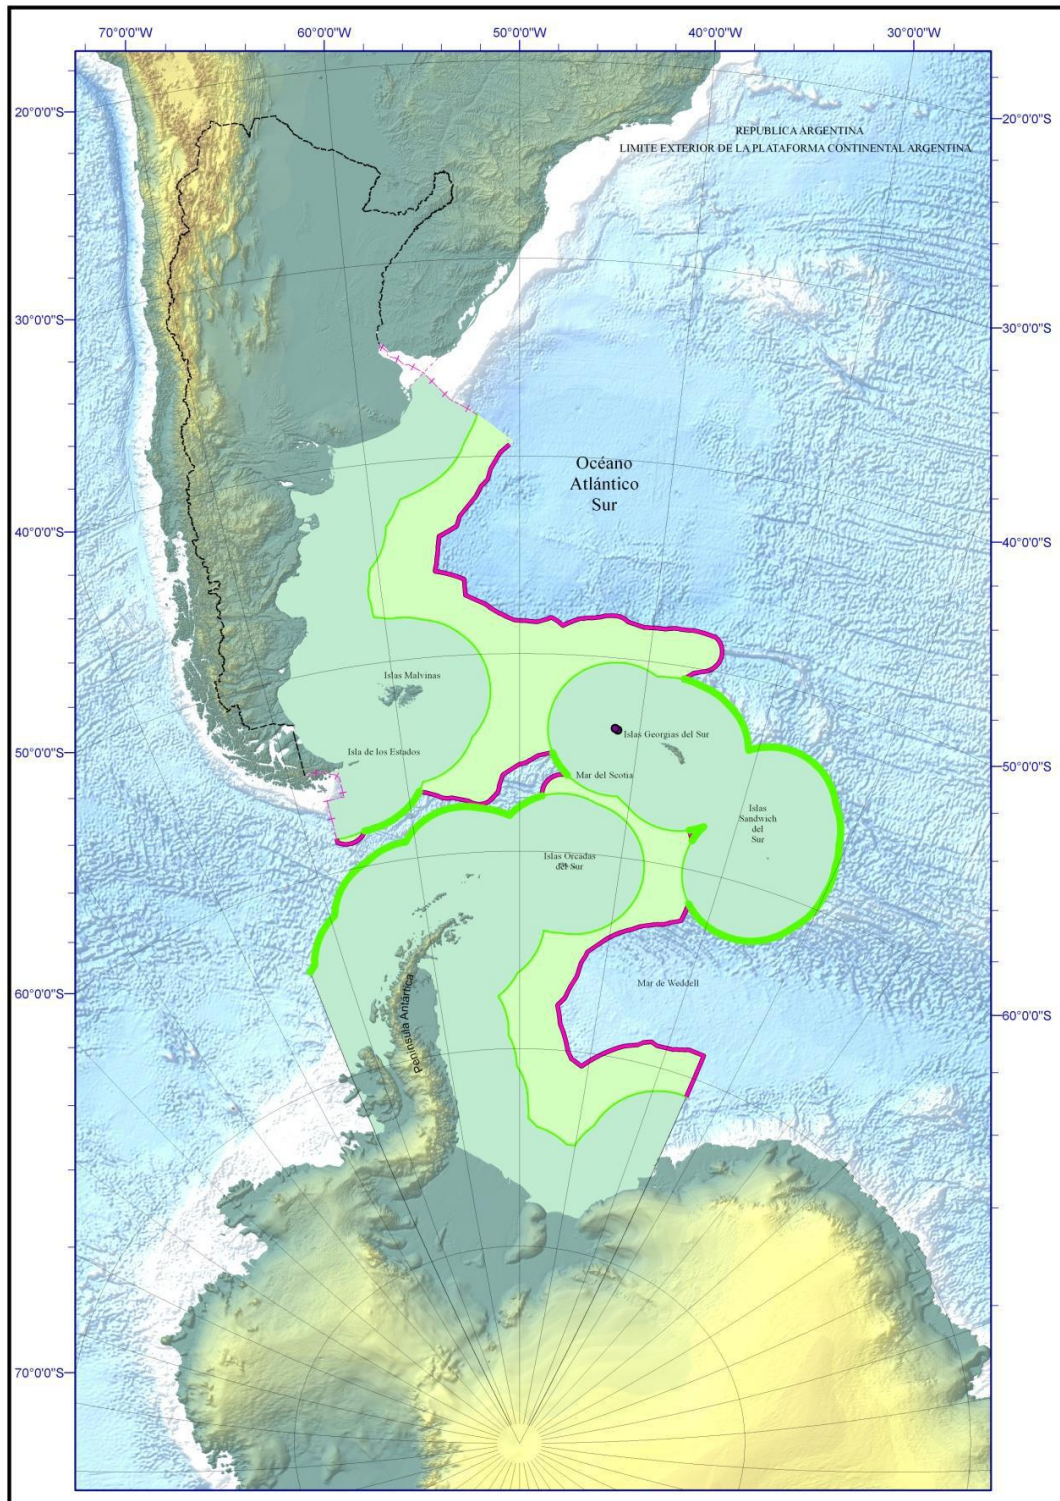 70°0'0"W
60°0'0"W
50°0'0"W
40°0'0"W
30°0'0"W
20°0'0"S
20°0'0"S
REPUBLICA ARGENTINA
LIMITE EXTERIOR DE LA PLATAFORMA CONTINENTAL ARGENTINA
30°0'0"S
30°0'0"S
Océano
Atlántico
Sur
40°0'0"S
40°0'0"S
Islas Malvinas
Islas Georgias del Sur
Isla de los Estados
50°0'0"S
50°0'0"S
Mar del Scotia
Islas
Sandwich
del
Sur
Islas Orcadas
del Sur
Mar de Weddell
Península Antártica
60°0'0"S
60°0'0"S
70°0'0"S